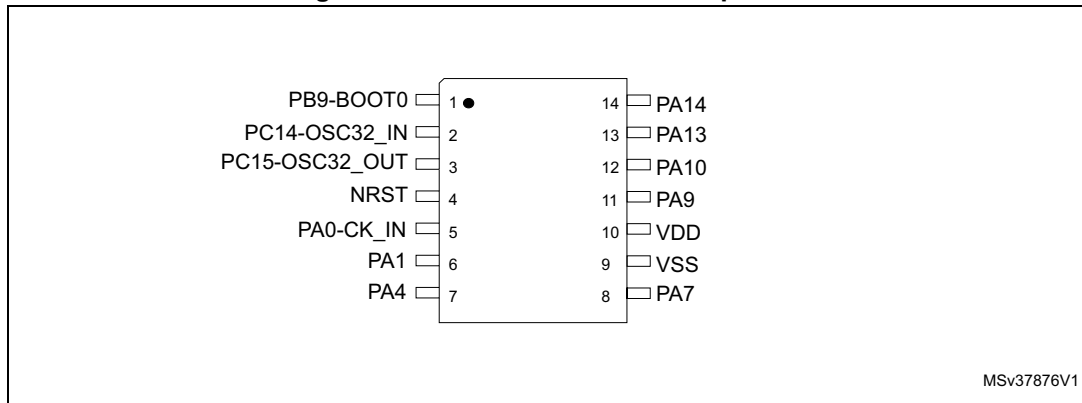 PB9-BOOT0 1 14 PA14
PC14-OSC32_IN 2 13 PA13
PC15-OSC32_OUT 3 12 PA10
NRST 4 11 PA9
PA0-CK_IN 5 10 VDD
PA1 6 9 VSS
PA4 7 8 PA7
MSv37876V1